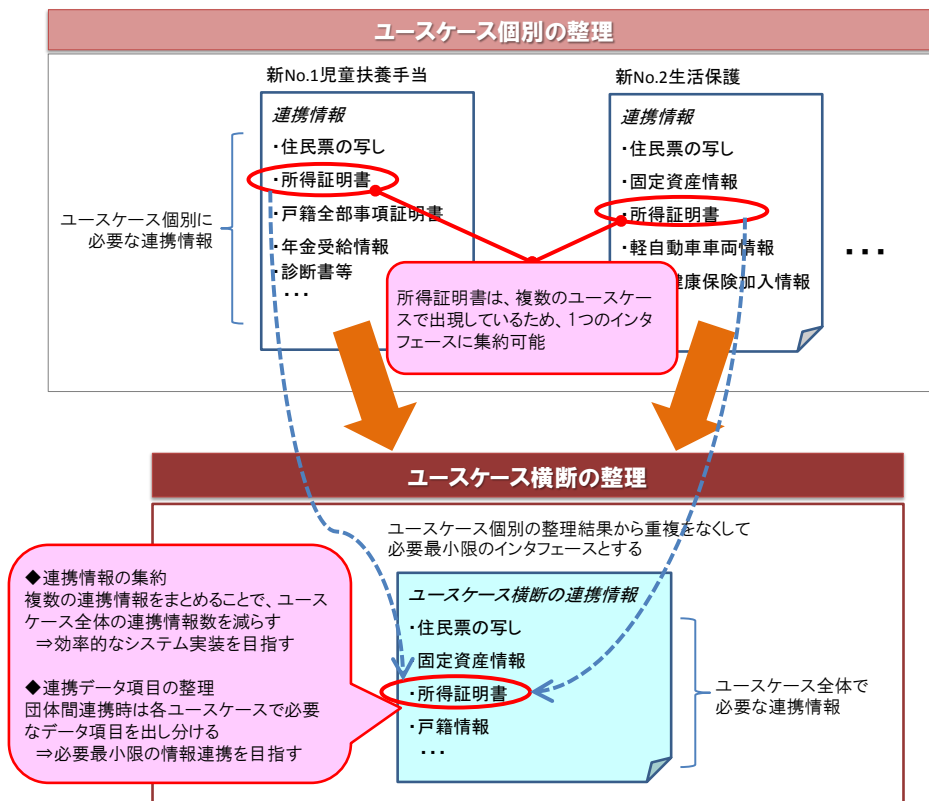 ユースケース個別の整理
新No.1児童扶養手当
連携情報
・住民票の写し
・所得証明書
・戸籍全部事項証明書
・年金受給情報
・診断書等
・・・
ユースケース個別に
必要な連携情報
新No.2生活保護
連携情報
・住民票の写し
・固定資産情報
・所得証明書
・軽自動車車両情報
健康保険加入情報
・・・
所得証明書は、複数のユースケー
スで出現しているため、1つのインタ
フェースに集約可能
ユースケース横断の整理
ユースケース個別の整理結果から重複をなくして
必要最小限のインタフェースとする
◆連携情報の集約
複数の連携情報をまとめることで、ユース
ケース全体の連携情報数を減らす
⇒効率的なシステム実装を目指す
◆連携データ項目の整理
団体間連携時は各ユースケースで必要
なデータ項目を出し分ける
⇒必要最小限の情報連携を目指す
ユースケース横断の連携情報
・住民票の写し
・固定資産情報
・所得証明書
・戸籍情報
・・・
ユースケース全体で
必要な連携情報